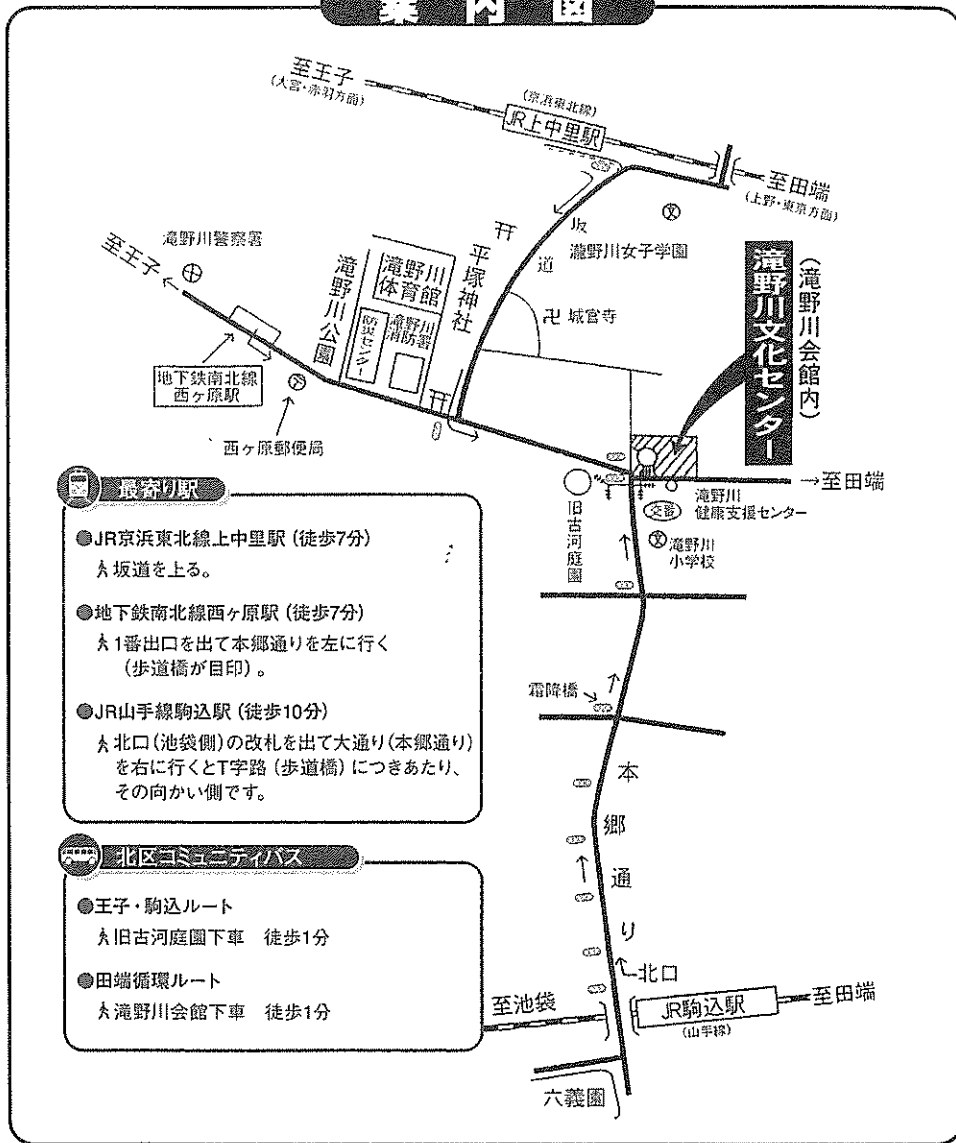 案内図
至王子
(大宮・赤羽方面)
(京浜東北線)
JR上中里駅
至田端
(上野・東京方面)
坂道
瀧野川女子学園
滝野川警察署
至王子
滝野川公園
滝野川
体育館
平塚神社
防災センター
滝野川
消防署
卍 城官寺
(滝野川会館内)
滝野川文化センター
地下鉄南北線
西ヶ原駅
西ヶ原郵便局
旧古河庭園
交番
滝野川
健康支援センター
→至田端
文 滝野川
小学校
霜降橋
本郷通り
北口
至池袋
JR駒込駅
(山手線)
至田端
六義園
最寄り駅
●JR京浜東北線上中里駅(徒歩7分)
坂道を上る。
●地下鉄南北線西ヶ原駅(徒歩7分)
1番出口を出て本郷通りを左に行く
(歩道橋が目印)。
●JR山手線駒込駅(徒歩10分)
北口(池袋側)の改札を出て大通り(本郷通り)
を右に行くとT字路(歩道橋)につきあたり、
その向かい側です。
北区コミュニティバス
●王子・駒込ルート
旧古河庭園下車 徒歩1分
●田端循環ルート
滝野川会館下車 徒歩1分